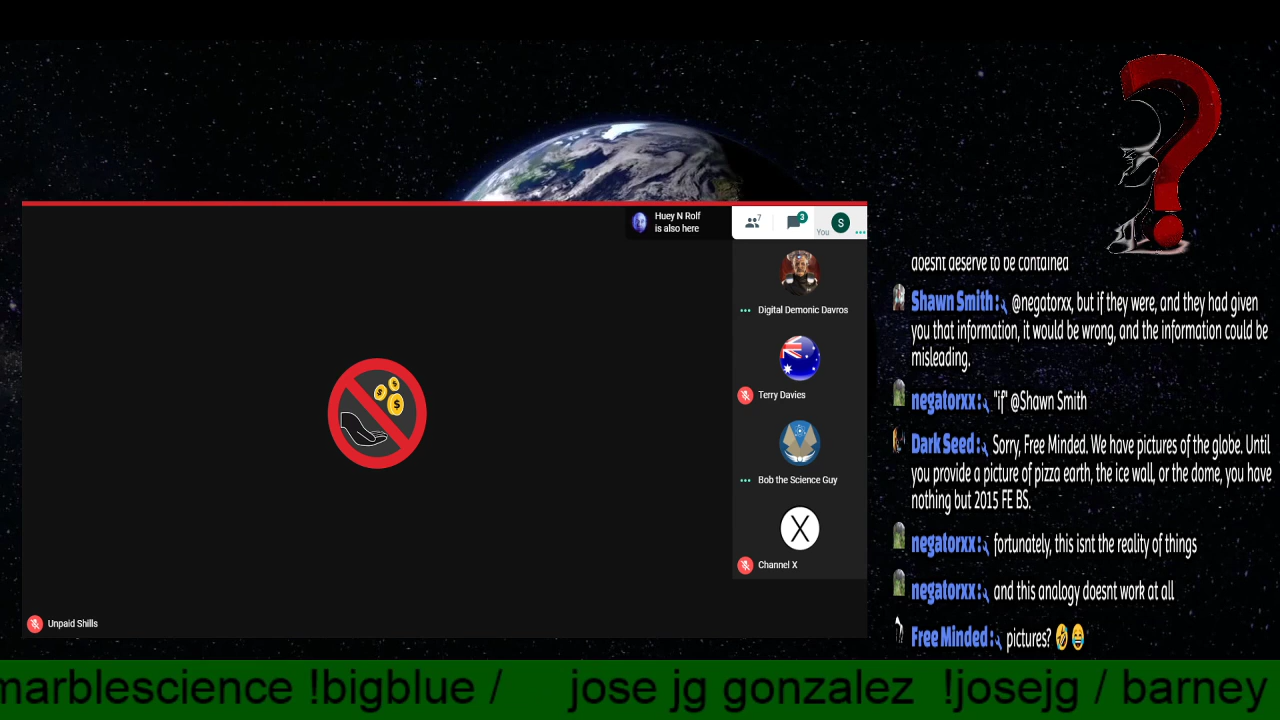 Huey N Rolf
is also here
7
3
You
S
Digital Demonic Davros
Terry Davies
Bob the Science Guy
X
Channel X
Unpaid Shills
doesnt deserve to be contained
Shawn Smith: @negatorxx, but if they were, and they had given
you that information, it would be wrong, and the information could be
misleading.
negatorxx: "if" @Shawn Smith
Dark Seed: Sorry, Free Minded. We have pictures of the globe. Until
you provide a picture of pizza earth, the ice wall, or the dome, you have
nothing but 2015 FE BS.
negatorxx: fortunately, this isnt the reality of things
negatorxx: and this analogy doesnt work at all
Free Minded: pictures? 🤣😂
marblescience !bigblue / jose jg gonzalez !josejg / barney